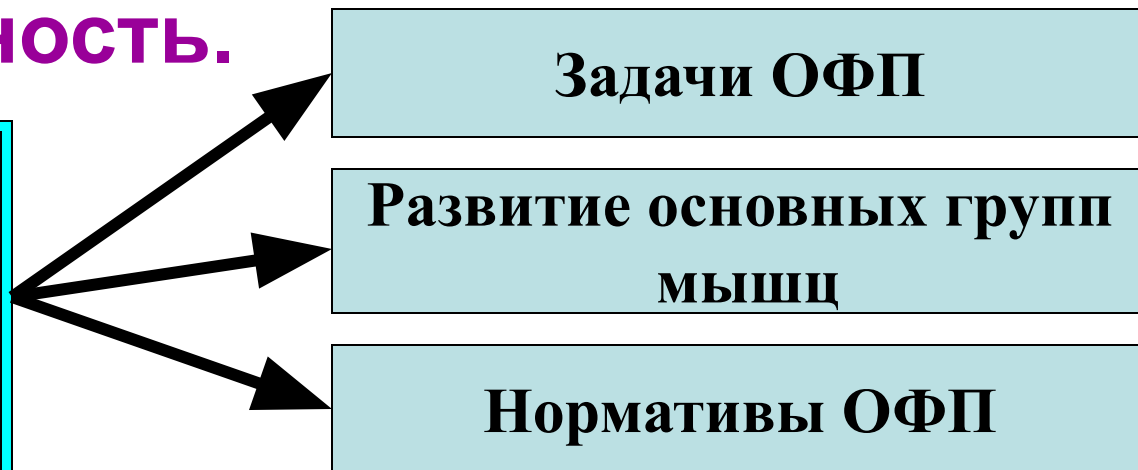 ность.
Задачи ОФП
Развитие основных групп
мышц
Нормативы ОФП